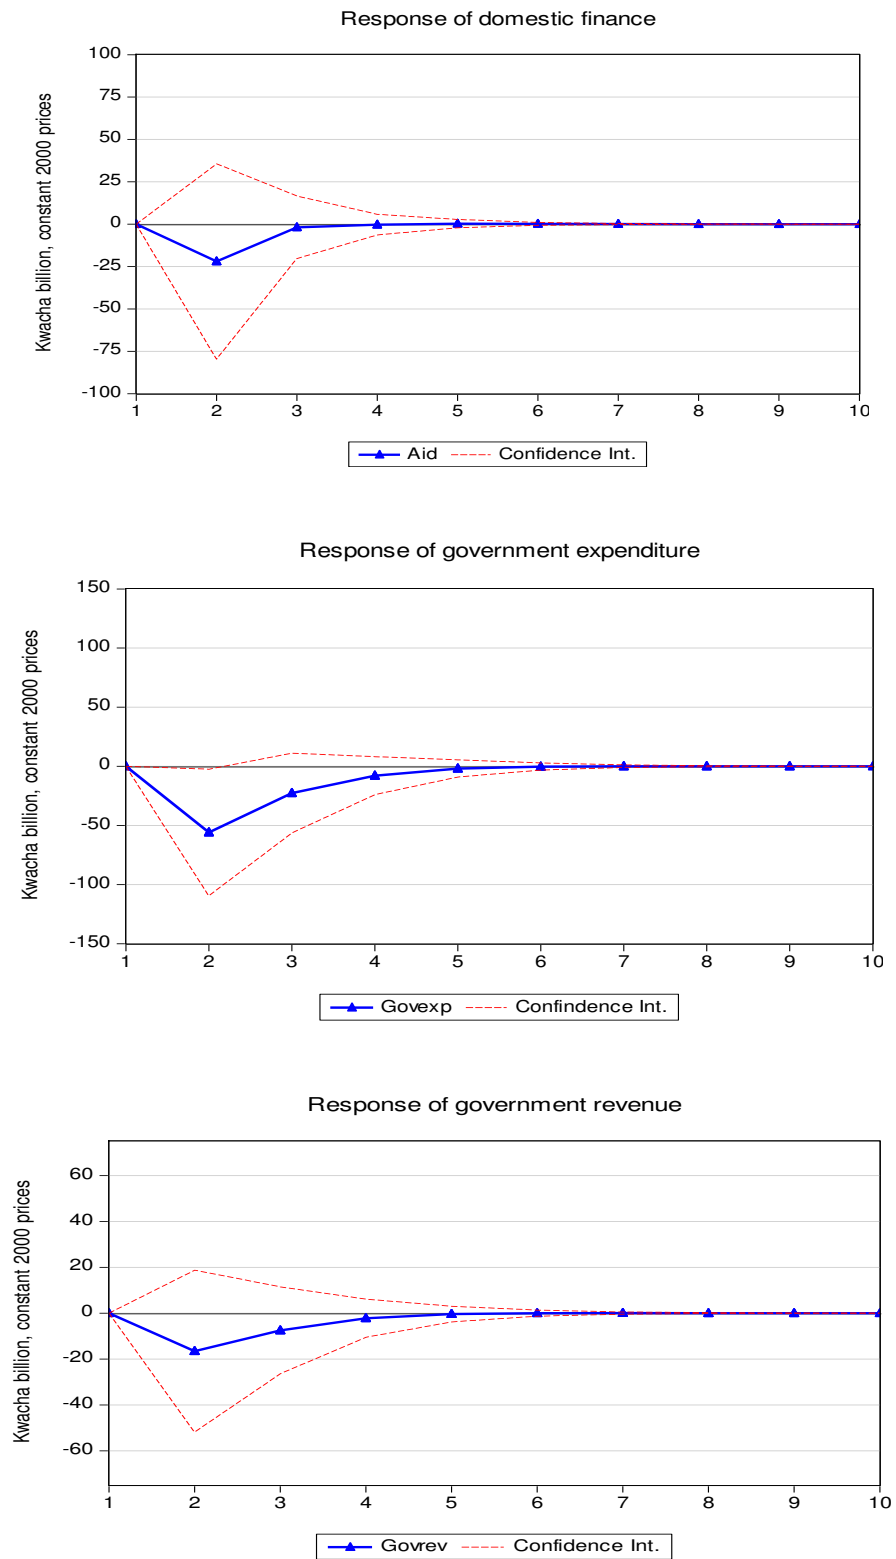 Response of domestic finance
Kwacha billion, constant 2000 prices
100
75
50
25
0
-25
-50
-75
-100
1 2 3 4 5 6 7 8 9 10
Aid Confidence Int.
Response of government expenditure
Kwacha billion, constant 2000 prices
150
100
50
0
-50
-100
-150
1 2 3 4 5 6 7 8 9 10
Govexp Confindence Int.
Response of government revenue
Kwacha billion, constant 2000 prices
60
40
20
0
-20
-40
-60
1 2 3 4 5 6 7 8 9 10
Govrev Confidence Int.